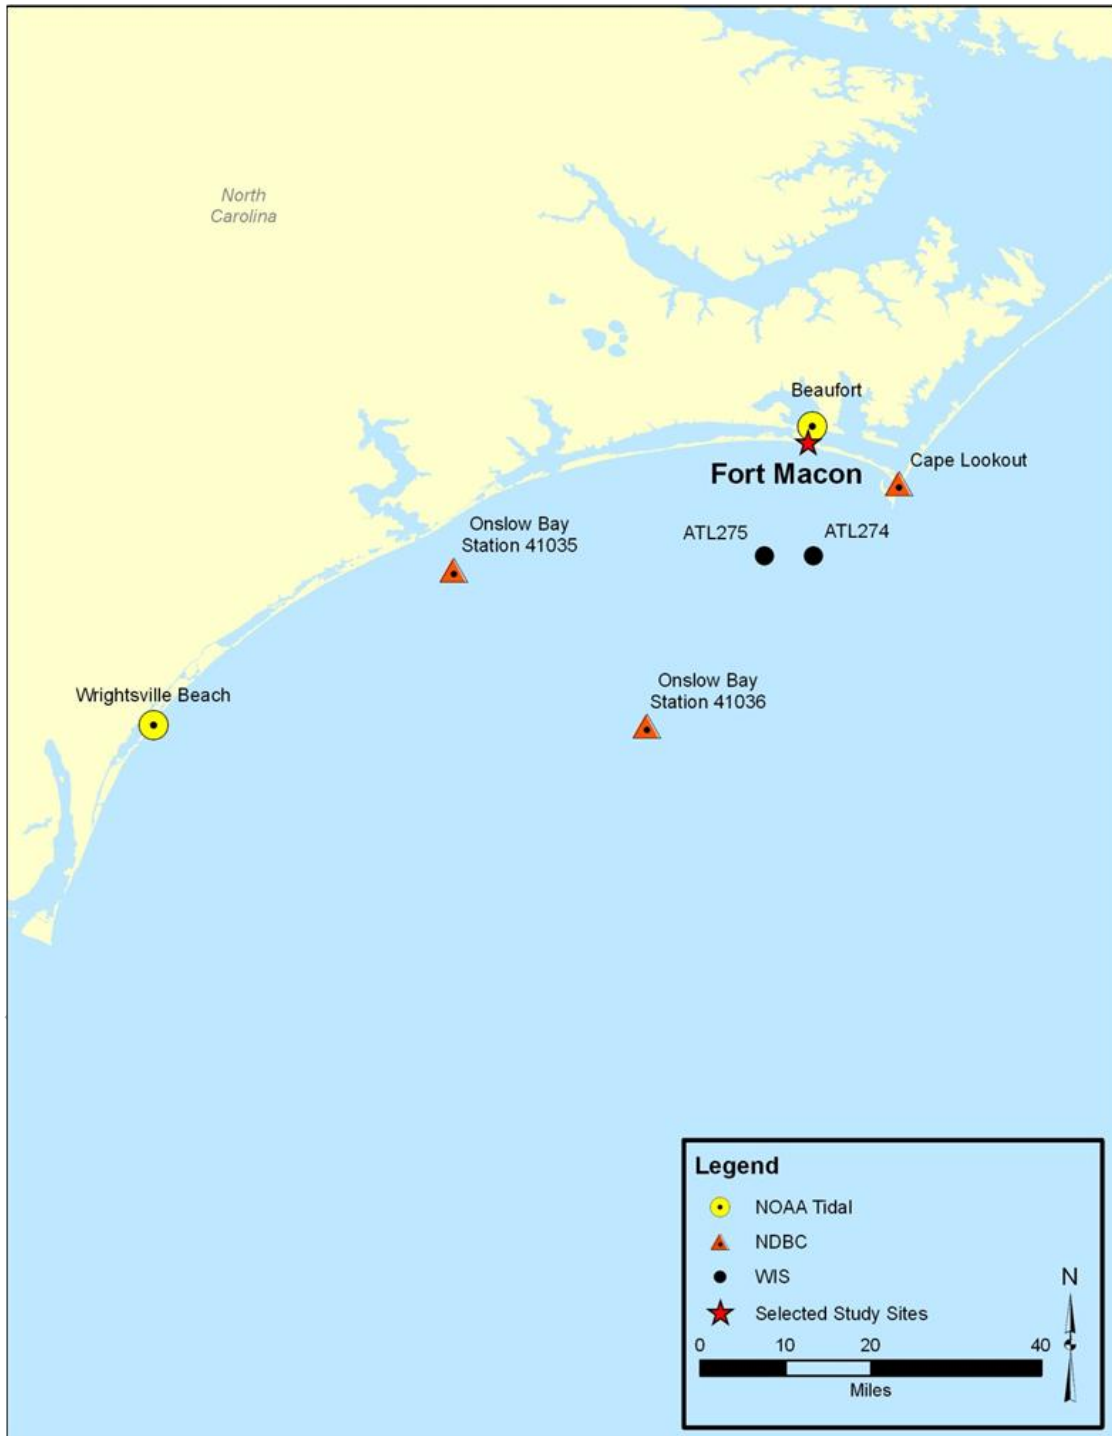 North
Carolina
Beaufort
Fort Macon
Cape Lookout
Onslow Bay
Station 41035
ATL275
ATL274
Wrightsville Beach
Onslow Bay
Station 41036
Legend
NOAA Tidal
NDBC
WIS
Selected Study Sites
N
0 10 20 40
Miles